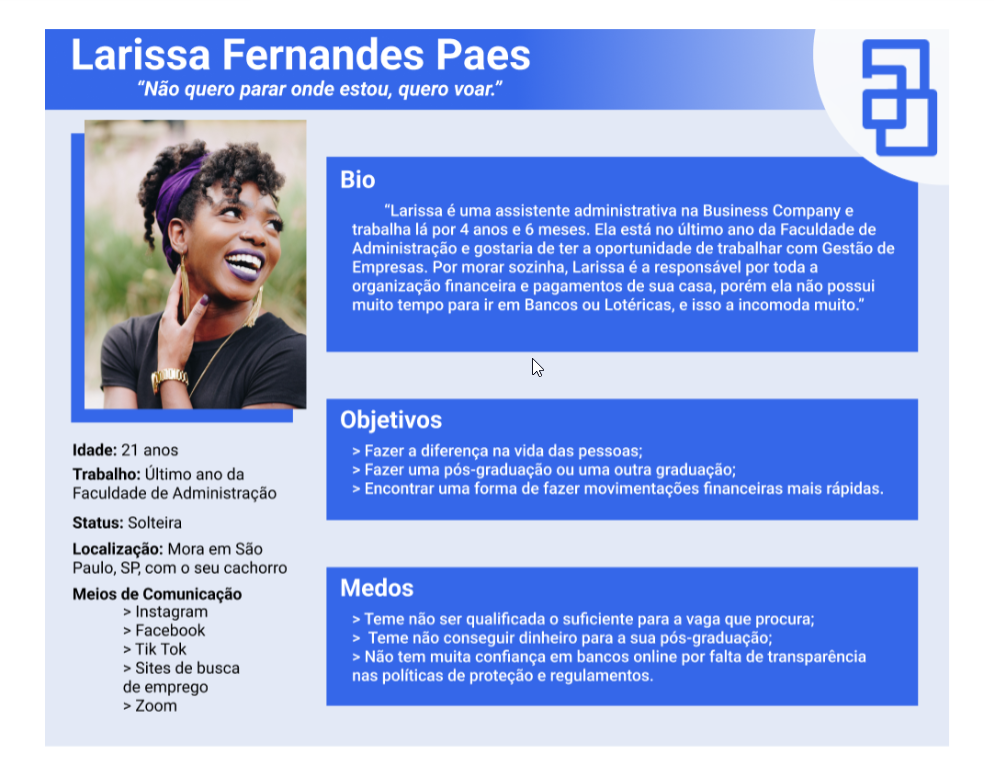 Larissa Fernandes Paes
“Não quero parar onde estou, quero voar.”
Bio
“Larissa é uma assistente administrativa na Business Company e
trabalha lá por 4 anos e 6 meses. Ela está no último ano da Faculdade de
Administração e gostaria de ter a oportunidade de trabalhar com Gestão de
Empresas. Por morar sozinha, Larissa é a responsável por toda a
organização financeira e pagamentos de sua casa, porém ela não possui
muito tempo para ir em Bancos ou Lotéricas, e isso a incomoda muito.”
Objetivos
> Fazer a diferença na vida das pessoas;
> Fazer uma pós-graduação ou uma outra graduação;
> Encontrar uma forma de fazer movimentações financeiras mais rápidas.
Medos
> Teme não ser qualificada o suficiente para a vaga que procura;
> Teme não conseguir dinheiro para a sua pós-graduação;
> Não tem muita confiança em bancos online por falta de transparência
nas políticas de proteção e regulamentos.
Idade: 21 anos
Trabalho: Último ano da
Faculdade de Administração
Status: Solteira
Localização: Mora em São
Paulo, SP, com o seu cachorro
Meios de Comunicação
> Instagram
> Facebook
> Tik Tok
> Sites de busca
de emprego
> Zoom